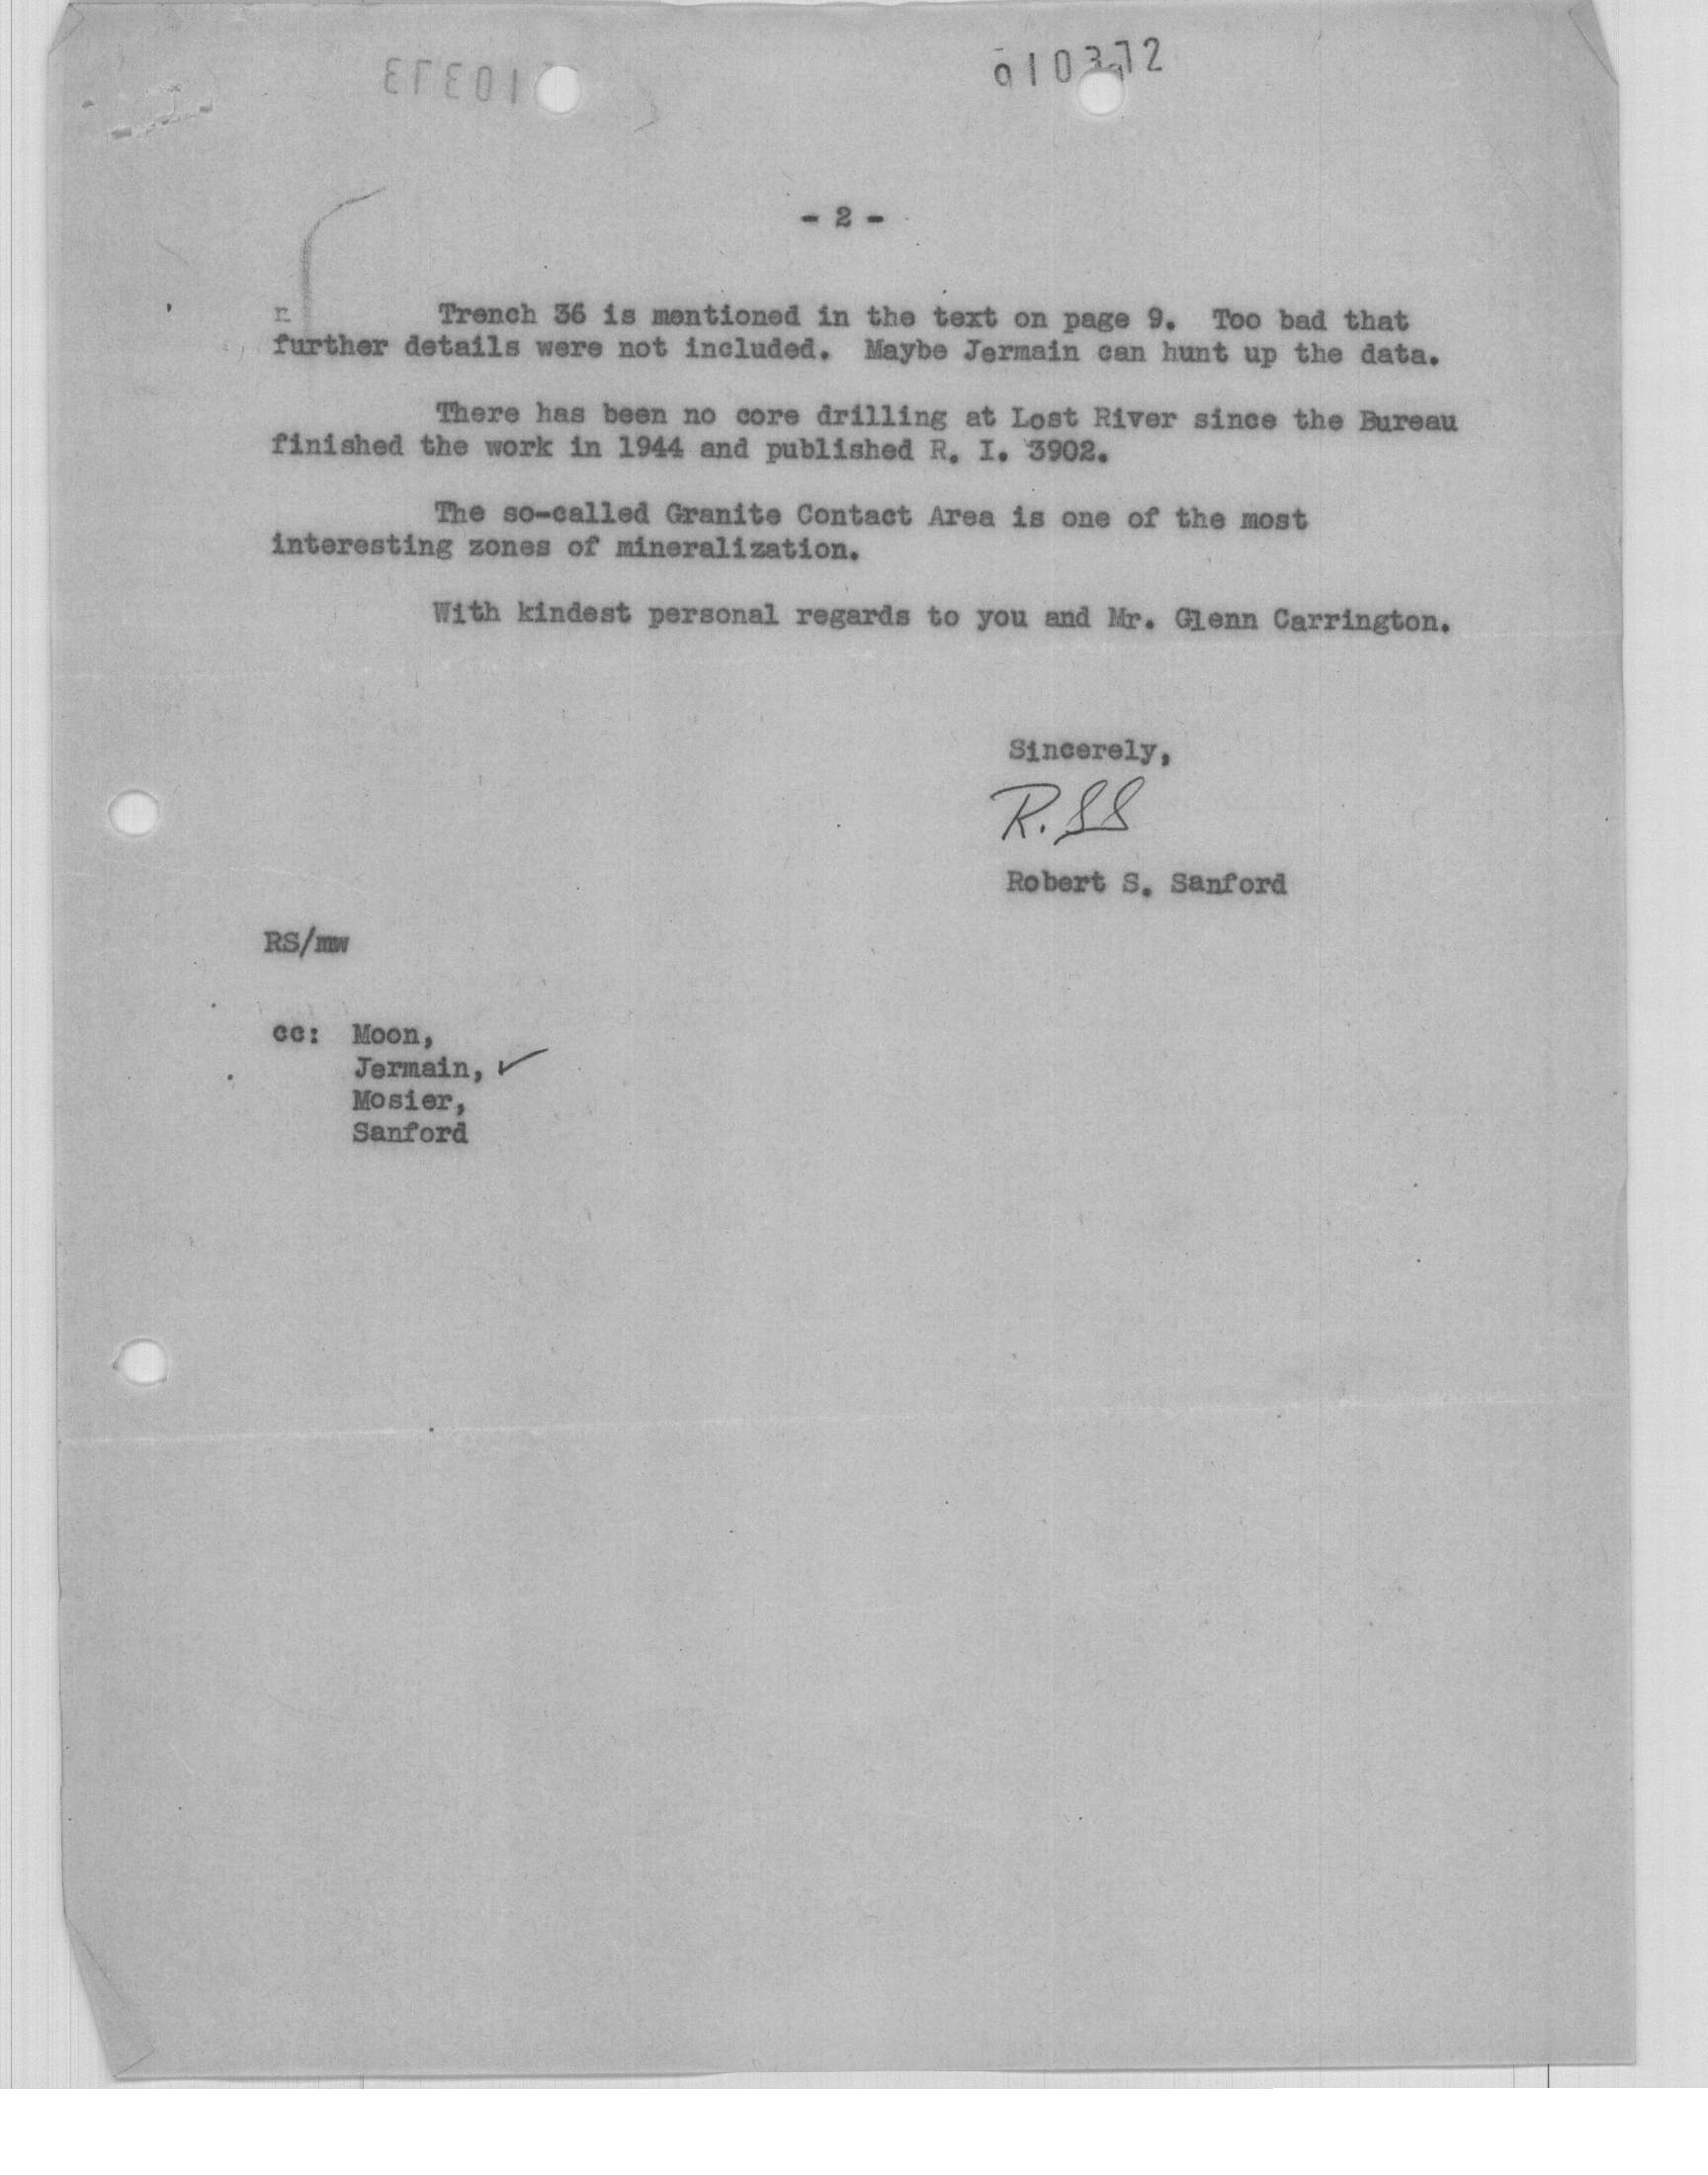 010372
- 2 -
Trench 36 is mentioned in the text on page 9. Too bad that
further details were not included. Maybe Jermain can hunt up the data.
There has been no core drilling at Lost River since the Bureau
finished the work in 1944 and published R. I. 3902.
The so-called Granite Contact Area is one of the most
interesting zones of mineralization.
With kindest personal regards to you and Mr. Glenn Carrington.
Sincerely,
R.SS
Robert S. Sanford
RS/mw
cc: Moon,
Jermain, ✓
Mosier,
Sanford